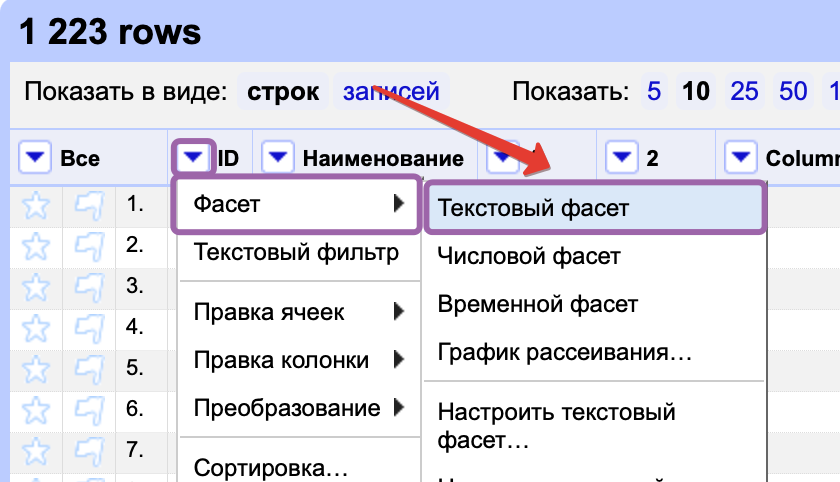 1 223 rows
Показать в виде: строк записей Показать: 5 10 25 50 1
Все ID Наименование 2 Column
1.
2.
3.
4.
5.
6.
7.
Фасет
Текстовый фильтр
Правка ячеек
Правка колонки
Преобразование
Сортировка…
Текстовый фасет
Числовой фасет
Временной фасет
График рассеивания…
Настроить текстовый
фасет…